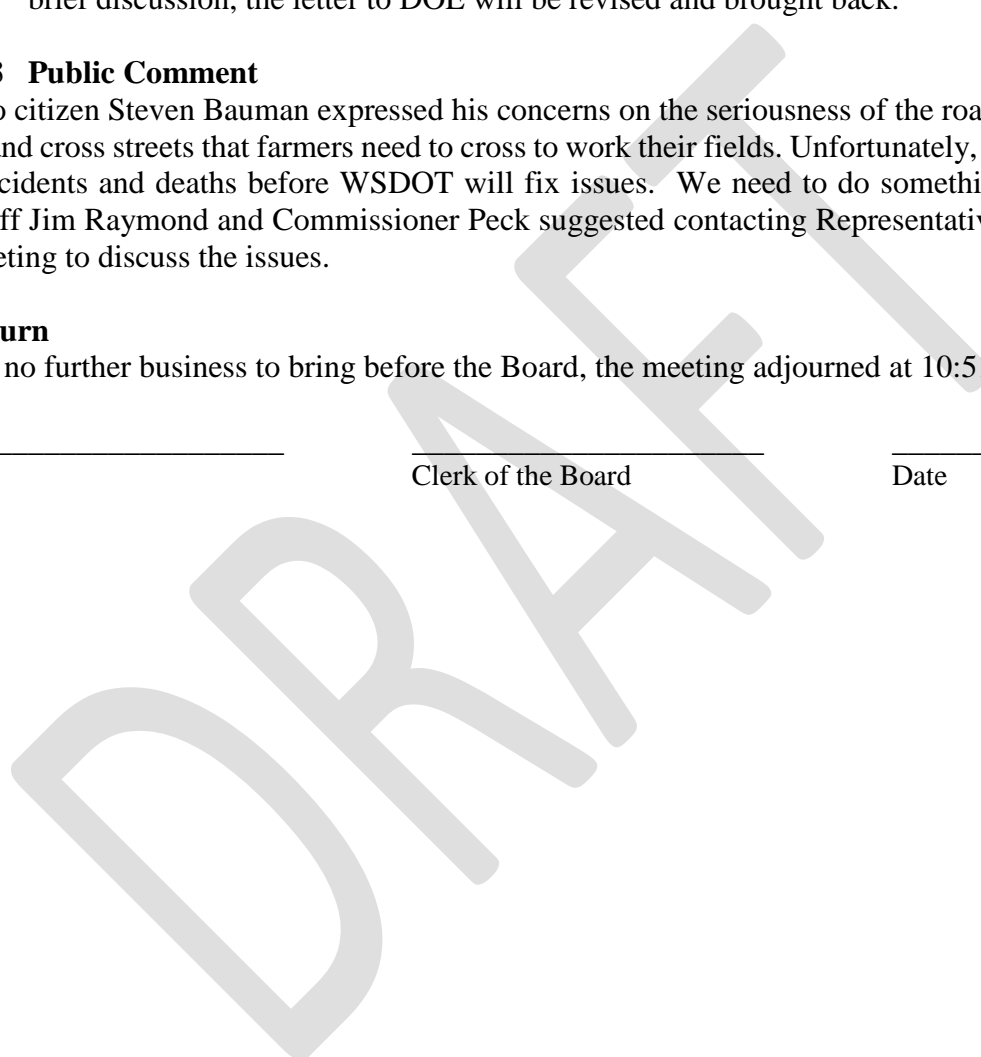 brief discussion, the letter to DOE will be revised and brought back.
3 Public Comment
o citizen Steven Bauman expressed his concerns on the seriousness of the roa
and cross streets that farmers need to cross to work their fields. Unfortunately,
cidents and deaths before WSDOT will fix issues. We need to do somethi
ff Jim Raymond and Commissioner Peck suggested contacting Representativ
eting to discuss the issues.
urn
no further business to bring before the Board, the meeting adjourned at 10:5
Clerk of the Board Date
DRAFT